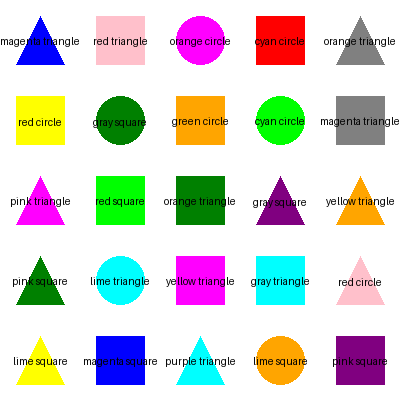 magenta triangle red triangle orange circle cyan circle orange triangle
red circle gray square green circle cyan circle magenta triangle
pink triangle red square orange triangle gray square yellow triangle
pink square lime triangle yellow triangle gray triangle red circle
lime square magenta square purple triangle lime square pink square